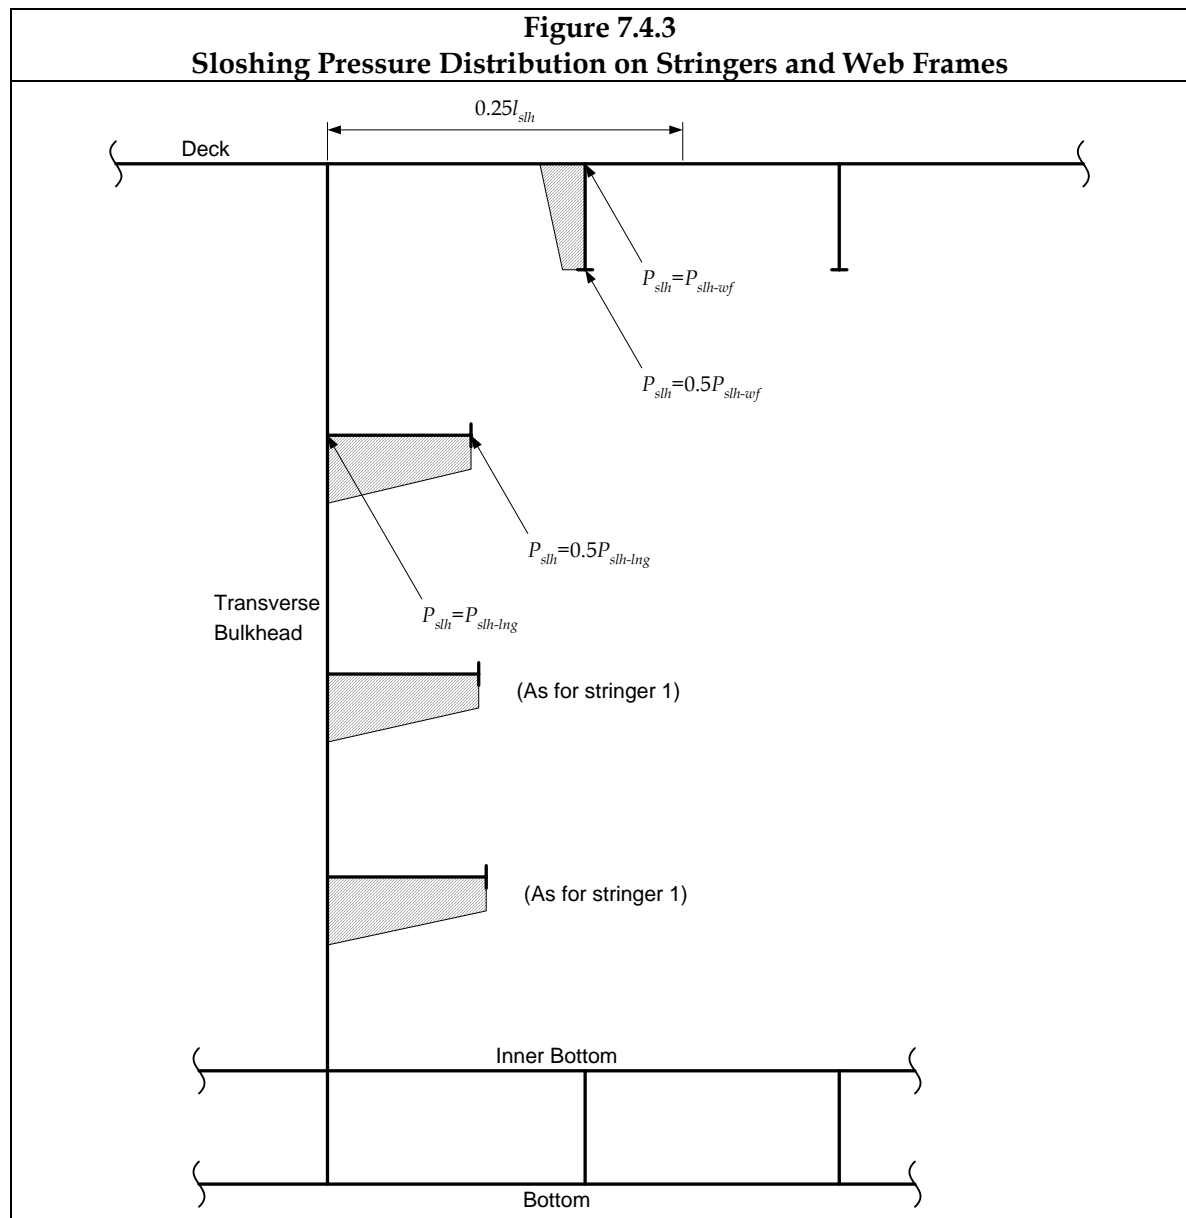 Figure 7.4.3
Sloshing Pressure Distribution on Stringers and Web Frames
0.25l_slh
Deck
P_slh=P_slh-wf
P_slh=0.5P_slh-wf
P_slh=0.5P_slh-lng
Transverse
Bulkhead
P_slh=P_slh-lng
(As for stringer 1)
(As for stringer 1)
Inner Bottom
Bottom